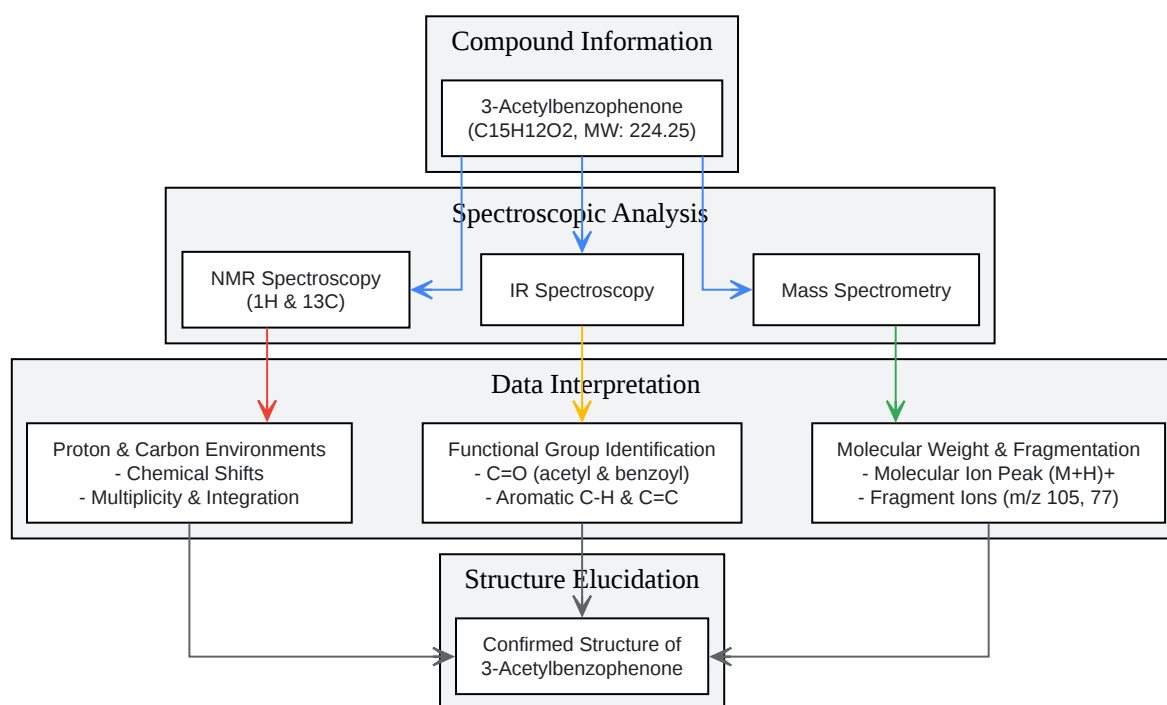 Compound Information
3-Acetylbenzophenone
(C15H12O2, MW: 224.25)
Spectroscopic Analysis
NMR Spectroscopy
(1H & 13C)
IR Spectroscopy
Mass Spectrometry
Data Interpretation
Proton & Carbon Environments
- Chemical Shifts
- Multiplicity & Integration
Functional Group Identification
- C=O (acetyl & benzoyl)
- Aromatic C-H & C=C
Molecular Weight & Fragmentation
- Molecular Ion Peak (M+H)+
- Fragment Ions (m/z 105, 77)
Structure Elucidation
Confirmed Structure of
3-Acetylbenzophenone